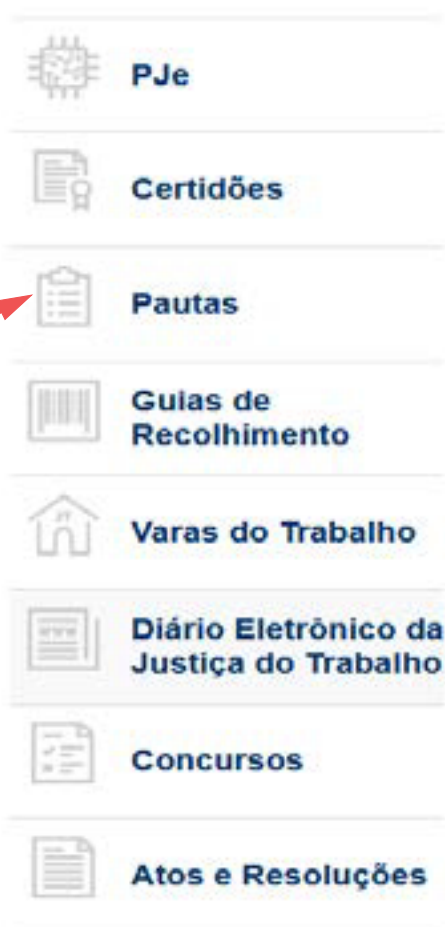 PJe
Certidões
Pautas
Guias de
Recolhimento
Varas do Trabalho
Diário Eletrônico da
Justiça do Trabalho
Concursos
Atos e Resoluções